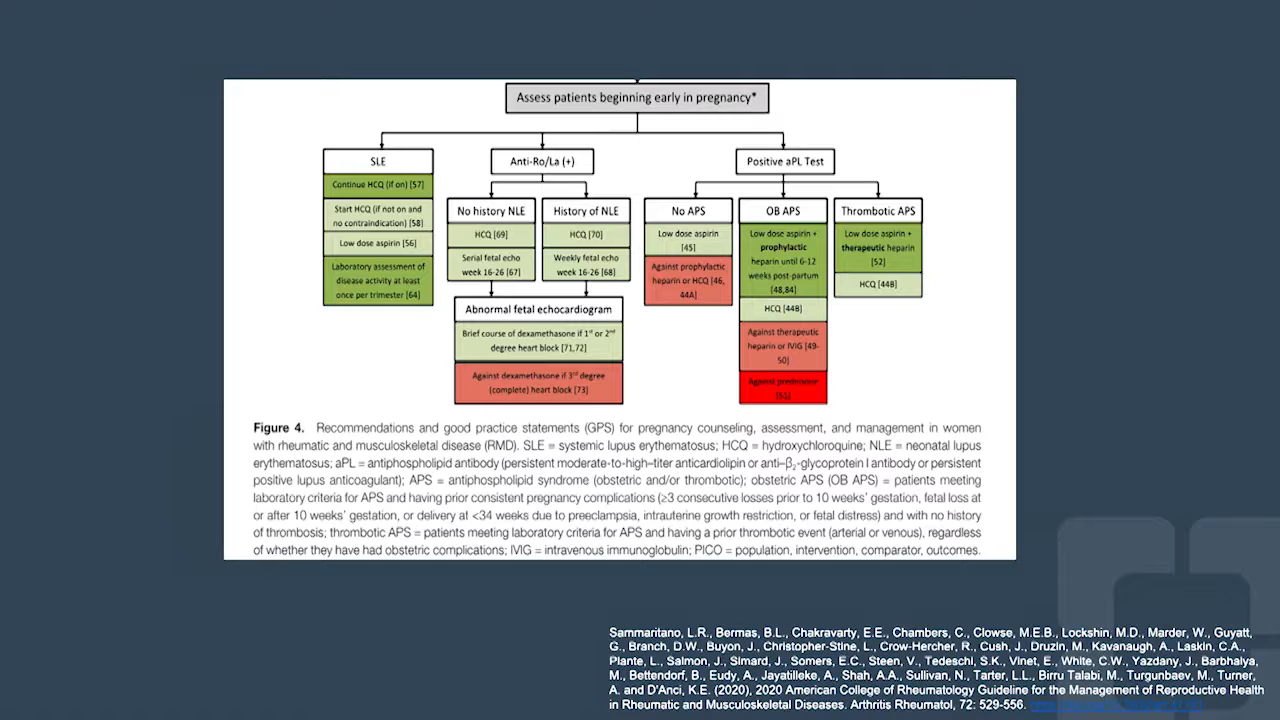 Assess patients beginning early in pregnancy*
SLE
Continue HCQ (if on) [57]
Start HCQ (if not on and
no contraindication) [58]
Low dose aspirin [56]
Laboratory assessment of
disease activity at least
once per trimester [64]
Anti-Ro/La (+)
No history NLE
HCQ [69]
Serial fetal echo
week 16-26 [67]
History of NLE
HCQ [70]
Weekly fetal echo
week 16-26 [68]
Abnormal fetal echocardiogram
Brief course of dexamethasone if 1st or 2nd
degree heart block [71,72]
Against dexamethasone if 3rd degree
(complete) heart block [73]
Positive aPL Test
No APS
Low dose aspirin
[45]
Against prophylactic
heparin or HCQ [46,
44A]
OB APS
Low dose aspirin +
prophylactic
heparin until 6-12
weeks post-partum
[48,84]
HCQ [44B]
Against therapeutic
heparin or IVIG [49-
50]
Against prednisone
[51]
Thrombotic APS
Low dose aspirin +
therapeutic heparin
[52]
HCQ [44B]
Figure 4. Recommendations and good practice statements (GPS) for pregnancy counseling, assessment, and management in women
with rheumatic and musculoskeletal disease (RMD). SLE = systemic lupus erythematosus; HCQ = hydroxychloroquine; NLE = neonatal lupus
erythematosus; aPL = antiphospholipid antibody (persistent moderate-to-high–titer anticardiolipin or anti–β2-glycoprotein I antibody or persistent
positive lupus anticoagulant); APS = antiphospholipid syndrome (obstetric and/or thrombotic); obstetric APS (OB APS) = patients meeting
laboratory criteria for APS and having prior consistent pregnancy complications (≥3 consecutive losses prior to 10 weeks' gestation, fetal loss at
or after 10 weeks' gestation, or delivery at <34 weeks due to preeclampsia, intrauterine growth restriction, or fetal distress) and with no history
of thrombosis; thrombotic APS = patients meeting laboratory criteria for APS and having a prior thrombotic event (arterial or venous), regardless
of whether they have had obstetric complications; IVIG = intravenous immunoglobulin; PICO = population, intervention, comparator, outcomes.
Sammaritano, L.R., Bermas, B.L., Chakravarty, E.E., Chambers, C., Clowse, M.E.B., Lockshin, M.D., Marder, W., Guyatt,
G., Branch, D.W., Buyon, J., Christopher-Stine, L., Crow-Hercher, R., Cush, J., Druzin, M., Kavanaugh, A., Laskin, C.A.,
Plante, L., Salmon, J., Simard, J., Somers, E.C., Steen, V., Tedeschi, S.K., Vinet, E., White, C.W., Yazdany, J., Barbhaiya,
M., Bettendorf, B., Eudy, A., Jayatilleke, A., Shah, A.A., Sullivan, N., Tarter, L.L., Birru Talabi, M., Turgunbaev, M., Turner,
A. and D'Anci, K.E. (2020), 2020 American College of Rheumatology Guideline for the Management of Reproductive Health
in Rheumatic and Musculoskeletal Diseases. Arthritis Rheumatol, 72: 529-556.